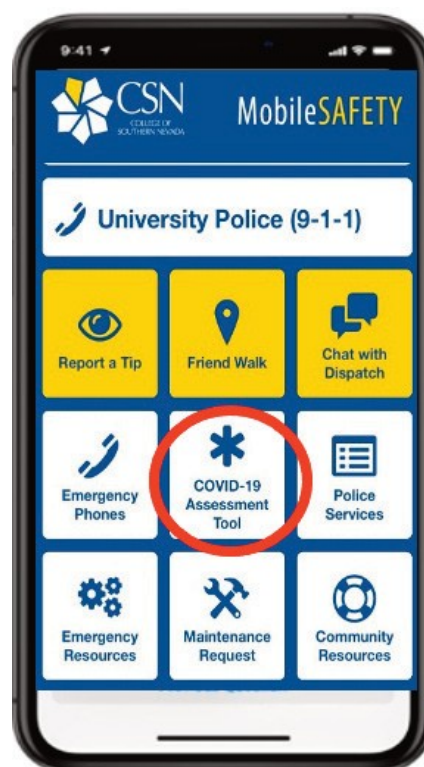 9:41
CSN
COLLEGE OF
SOUTHERN NEVADA
MobileSAFETY
University Police (9-1-1)
Report a Tip
Friend Walk
Chat with
Dispatch
Emergency
Phones
COVID-19
Assessment
Tool
Police
Services
Emergency
Resources
Maintenance
Request
Community
Resources